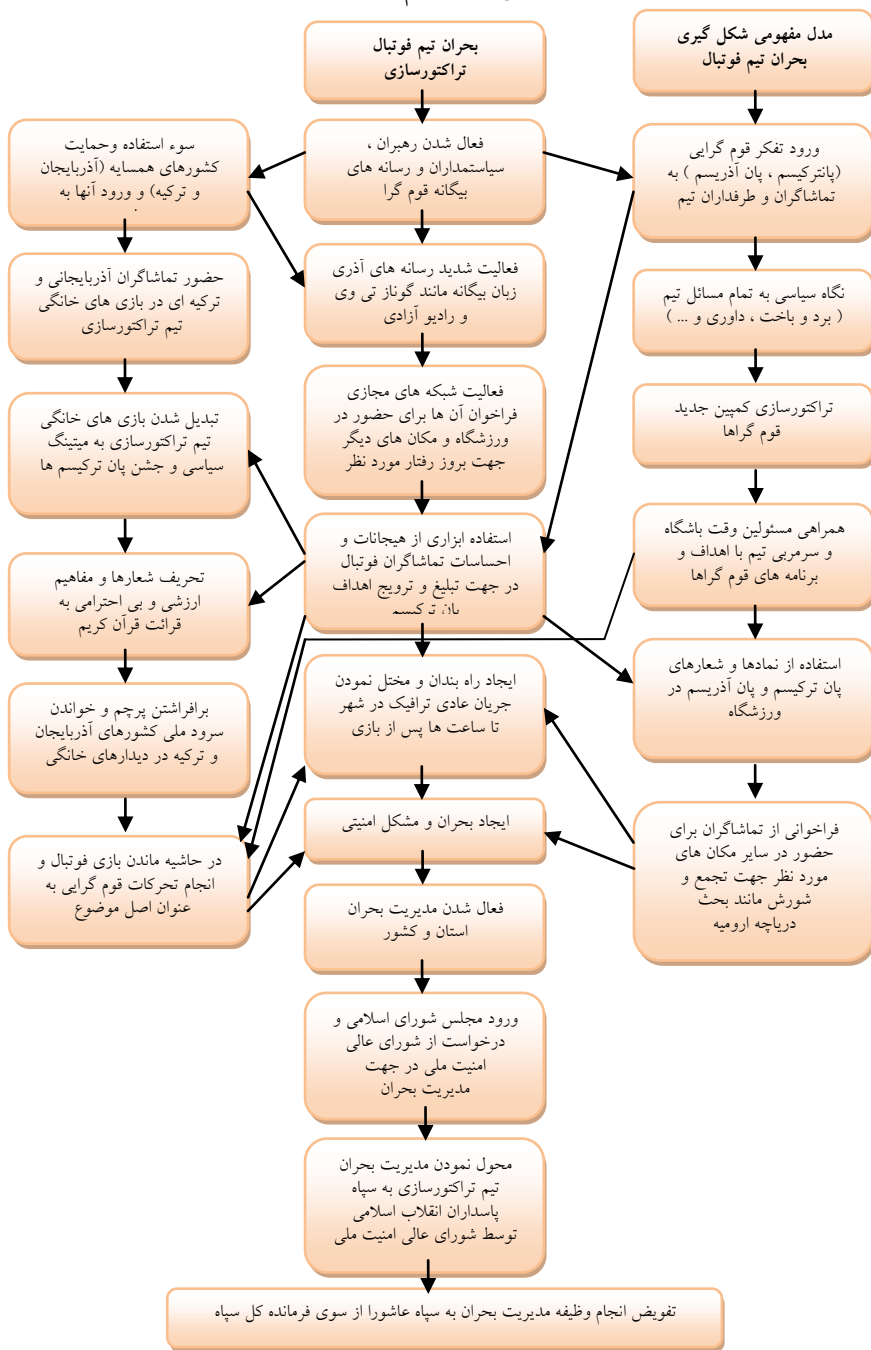 مدل مفهومی شکل گیری
بحران تیم فوتبال
بحران تیم فوتبال
تراکتورسازی
ورود تفکر قوم گرایی
(پانترکیسم ، پان آذریسم ) به
تماشاگران و طرفداران تیم
فعال شدن رهبران ،
سیاستمداران و رسانه های
بیگانه قوم گرا
سوء استفاده وحمایت
کشورهای همسایه (آذربایجان
و ترکیه) و ورود آنها به
نگاه سیاسی به تمام مسائل تیم
( برد و باخت ، داوری و ... )
فعالیت شدید رسانه های آذری
زبان بیگانه مانند گوناز تی وی
و رادیو آزادی
حضور تماشاگران آذربایجانی و
ترکیه ای در بازی های خانگی
تیم تراکتورسازی
تراکتورسازی کمپین جدید
قوم گراها
فعالیت شبکه های مجازی
فراخوان آن ها برای حضور در
ورزشگاه و مکان های دیگر
جهت بروز رفتار مورد نظر
تبدیل شدن بازی های خانگی
تیم تراکتورسازی به میتینگ
سیاسی و جشن پان ترکیسم ها
همراهی مسئولین وقت باشگاه
و سرمربی تیم با اهداف و
برنامه های قوم گراها
استفاده ابزاری از هیجانات و
احساسات تماشاگران فوتبال
در جهت تبلیغ و ترویج اهداف
پان ترکیسم
تحریف شعارها و مفاهیم
ارزشی و بی احترامی به
قرائت قرآن کریم
استفاده از نمادها و شعارهای
پان ترکیسم و پان آذریسم در
ورزشگاه
ایجاد راه بندان و مختل نمودن
جریان عادی ترافیک در شهر
تا ساعت ها پس از بازی
برافراشتن پرچم و خواندن
سرود ملی کشورهای آذربایجان
و ترکیه در دیدارهای خانگی
فراخوانی از تماشاگران برای
حضور در سایر مکان های
مورد نظر جهت تجمع و
شورش مانند بحث
دریاچه ارومیه
ایجاد بحران و مشکل امنیتی
در حاشیه ماندن بازی فوتبال و
انجام تحرکات قوم گرایی به
عنوان اصل موضوع
فعال شدن مدیریت بحران
استان و کشور
ورود مجلس شورای اسلامی و
درخواست از شورای عالی
امنیت ملی در جهت
مدیریت بحران
محول نمودن مدیریت بحران
تیم تراکتورسازی به سپاه
پاسداران انقلاب اسلامی
توسط شورای عالی امنیت ملی
تفویض انجام وظیفه مدیریت بحران به سپاه عاشورا از سوی فرمانده کل سپاه